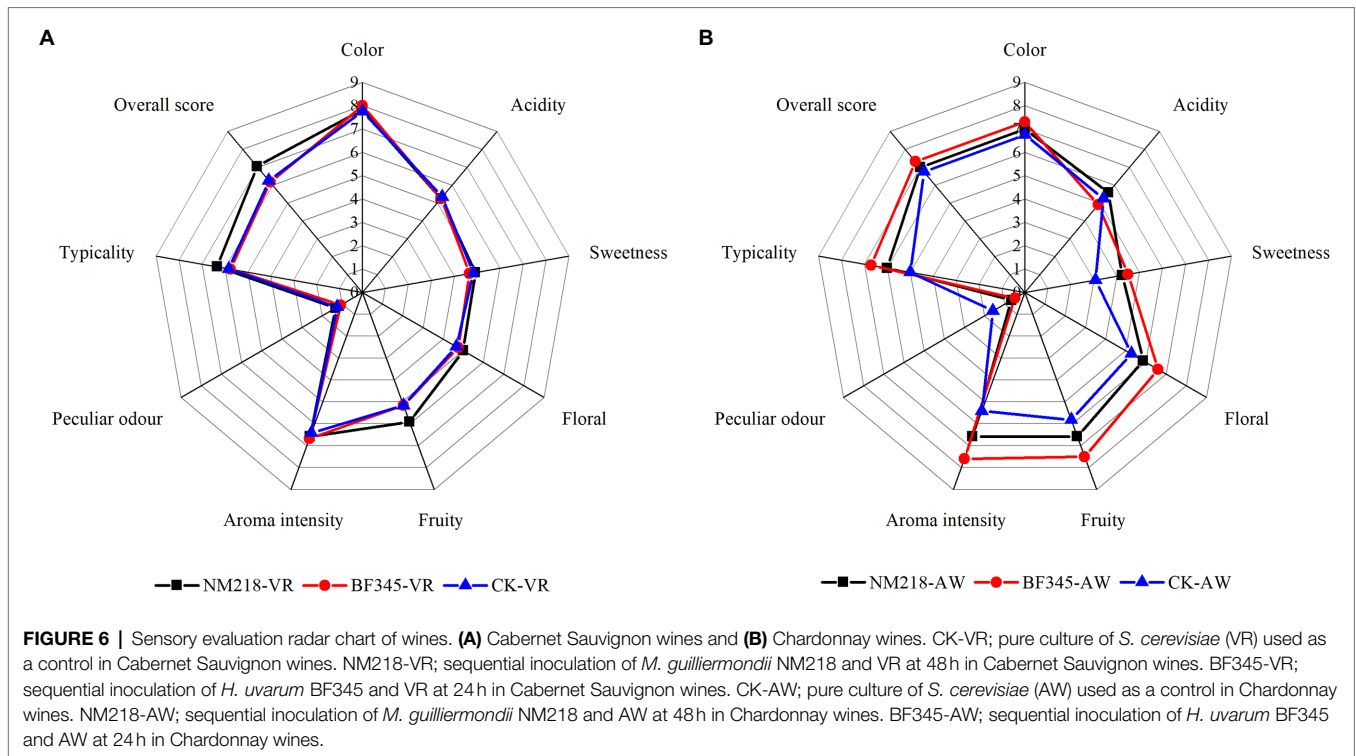 A
Color
9
8
7
6
5
4
3
2
1
0
Overall score
Acidity
Typicality
Sweetness
Peculiar odour
Floral
Aroma intensity
Fruity
NM218-VR BF345-VR CK-VR
B
Color
9
8
7
6
5
4
3
2
1
0
Overall score
Acidity
Typicality
Sweetness
Peculiar odour
Floral
Aroma intensity
Fruity
NM218-AW BF345-AW CK-AW
FIGURE 6 | Sensory evaluation radar chart of wines. (A) Cabernet Sauvignon wines and (B) Chardonnay wines. CK-VR; pure culture of S. cerevisiae (VR) used as
a control in Cabernet Sauvignon wines. NM218-VR; sequential inoculation of M. guilliermondii NM218 and VR at 48 h in Cabernet Sauvignon wines. BF345-VR;
sequential inoculation of H. uvarum BF345 and VR at 24 h in Cabernet Sauvignon wines. CK-AW; pure culture of S. cerevisiae (AW) used as a control in Chardonnay
wines. NM218-AW; sequential inoculation of M. guilliermondii NM218 and AW at 48 h in Chardonnay wines. BF345-AW; sequential inoculation of H. uvarum BF345
and AW at 24 h in Chardonnay wines.